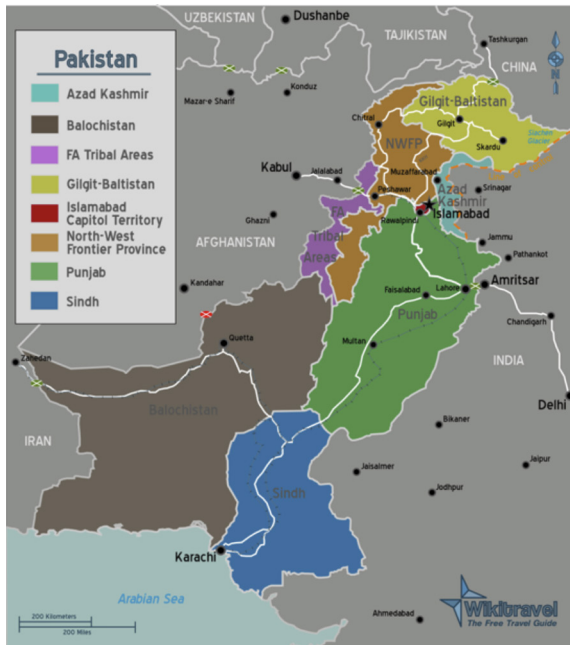 UZBEKISTAN
Dushanbe
TAJIKISTAN
Tashkurgan
CHINA
Pakistan
Azad Kashmir
Balochistan
FA Tribal Areas
Gilgit-Baltistan
Islamabad
Capitol Territory
North-West
Frontier Province
Punjab
Sindh
Mazar-e Sharif
Konduz
Chitral
Gilgit-Baltistan
Gilgit
Skardu
Siachen
Glacier
NWFP
Muzaffarabad
Kabul
Jalalabad
Peshawar
Azad
Kashmir
Srinagar
Islamabad
Rawalpindi
Ghazni
FA
Tribal
Areas
AFGHANISTAN
Jammu
Pathankot
Kandahar
Faisalabad
Lahore
Amritsar
Punjab
Chandigarh
Quetta
Multan
Zahedan
INDIA
Delhi
Balochistan
IRAN
Bikaner
Jaisalmer
Jaipur
Jodhpur
Sindh
Karachi
Arabian Sea
200 Kilometers
200 Miles
Ahmedabad
Wikitravel
The Free Travel Guide